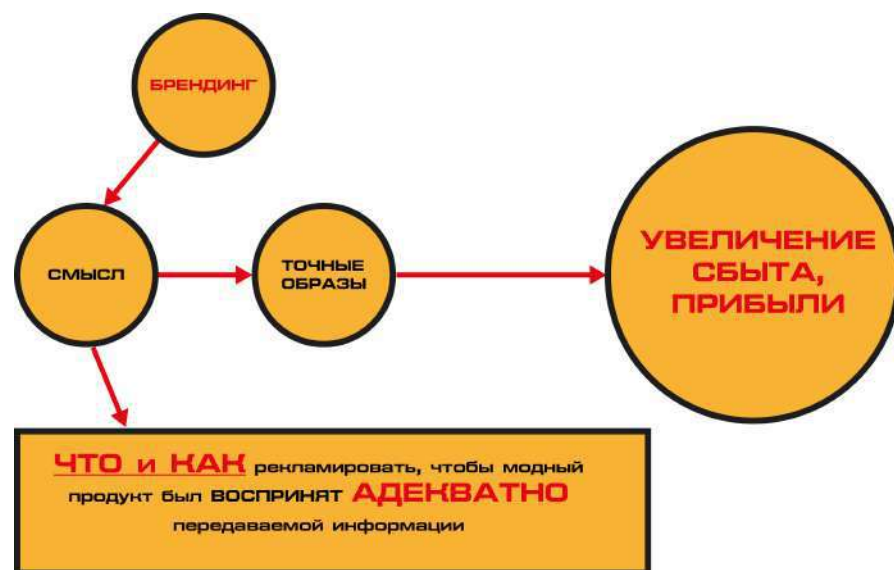 БРЕНДИНГ
СМЫСЛ
ТОЧНЫЕ
ОБРАЗЫ
УВЕЛИЧЕНИЕ
СБЫТА,
ПРИБЫЛИ
ЧТО и КАК рекламировать, чтобы модный
продукт был ВОСПРИНЯТ АДЕКВАТНО
передаваемой информации